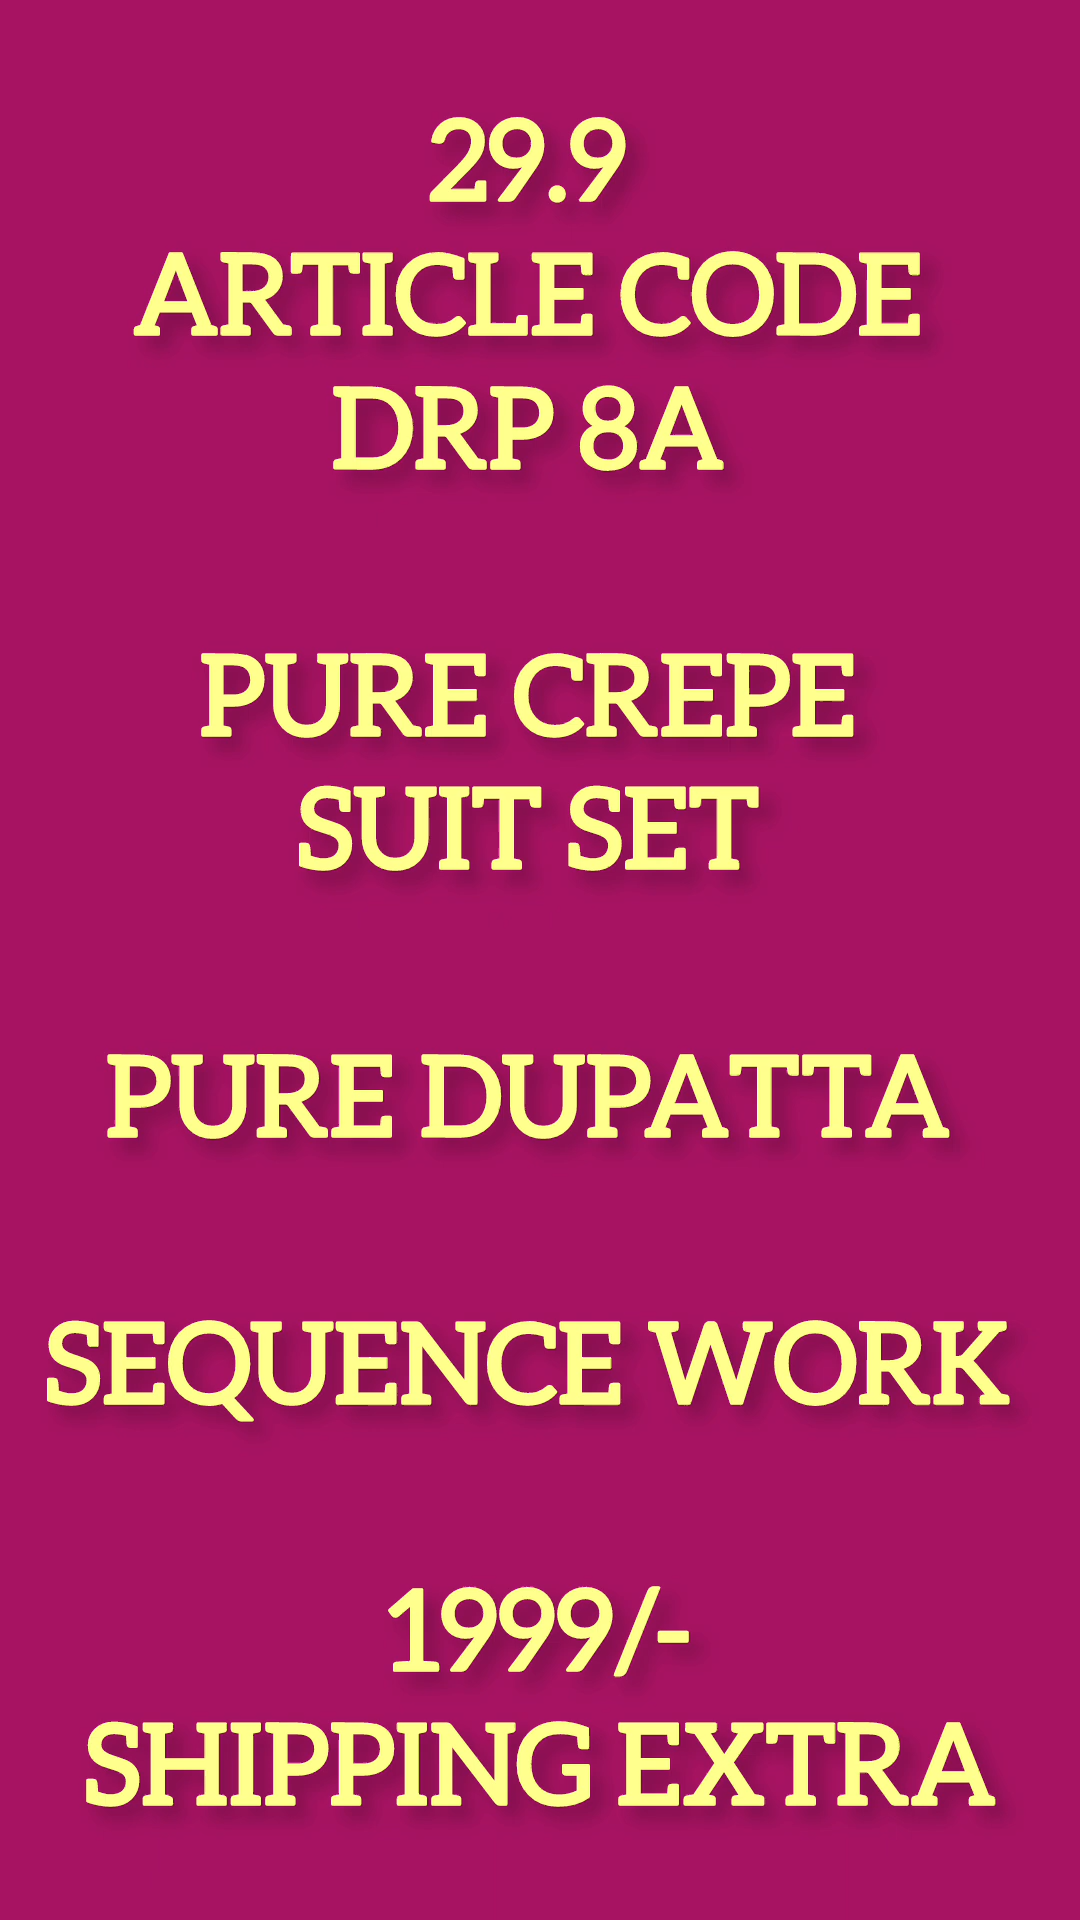 29.9
ARTICLE CODE
DRP 8A
PURE CREPE
SUIT SET
PURE DUPATTA
SEQUENCE WORK
1999/-
SHIPPING EXTRA